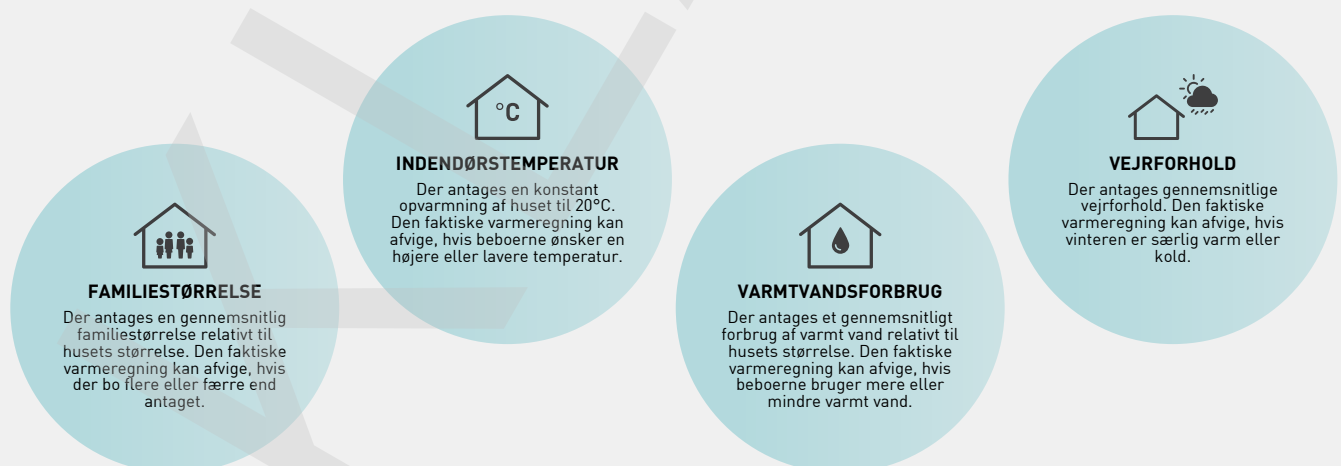 FAMILIESTØRRELSE
Der antages en gennemsnitlig
familiestørrelse relativt til
husets størrelse. Den faktiske
varmeregning kan afvige, hvis
der bo flere eller færre end
antaget.
°C
INDENDØRSTEMPERATUR
Der antages en konstant
opvarmning af huset til 20°C.
Den faktiske varmeregning kan
afvige, hvis beboerne ønsker en
højere eller lavere temperatur.
VARMTVANDSFORBRUG
Der antages et gennemsnitligt
forbrug af varmt vand relativt til
husets størrelse. Den faktiske
varmeregning kan afvige, hvis
beboerne bruger mere eller
mindre varmt vand.
VEJRFORHOLD
Der antages gennemsnitlige
vejrforhold. Den faktiske
varmeregning kan afvige, hvis
vinteren er særlig varm eller
kold.